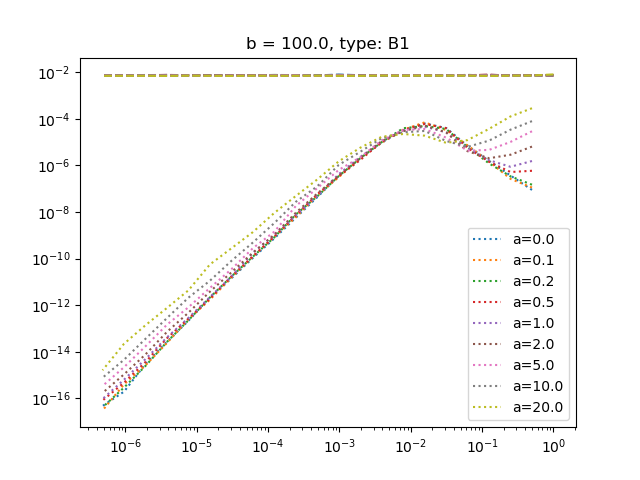 b = 100.0, type: B1
10⁻²
10⁻⁴
10⁻⁶
10⁻⁸
10⁻¹⁰
10⁻¹²
10⁻¹⁴
10⁻¹⁶
a=0.0
a=0.1
a=0.2
a=0.5
a=1.0
a=2.0
a=5.0
a=10.0
a=20.0
10⁻⁶ 10⁻⁵ 10⁻⁴ 10⁻³ 10⁻² 10⁻¹ 10⁰